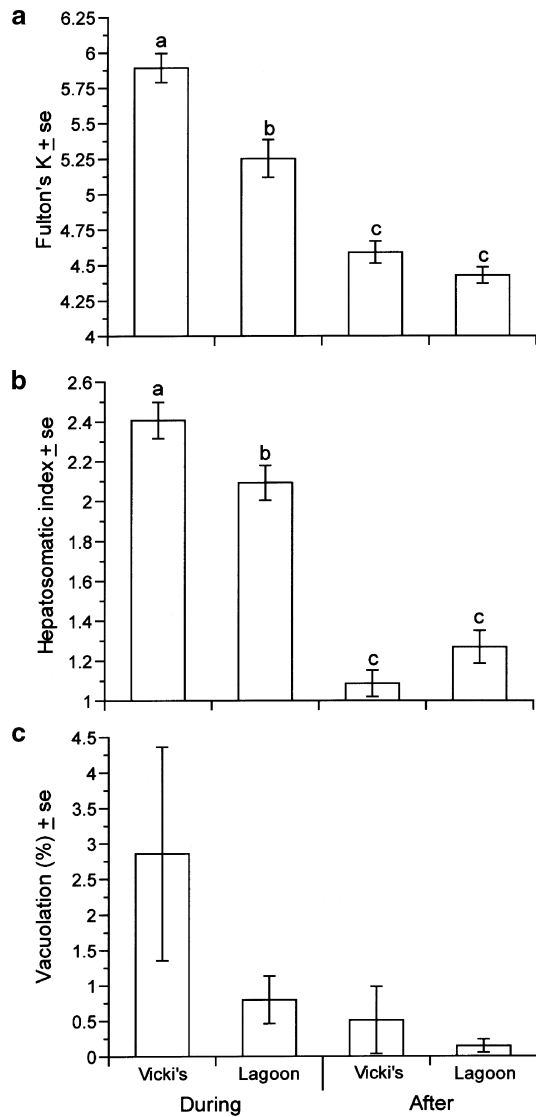 a
6.25
6
5.75
5.5
5.25
5
4.75
4.5
4.25
4
Fulton's K ± se
a
b
c
c
b
2.6
2.4
2.2
2
1.8
1.6
1.4
1.2
1
Hepatosomatic index ± se
a
b
c
c
c
4.5
4
3.5
3
2.5
2
1.5
1
0.5
0
Vacuolation (%) ± se
Vicki's Lagoon Vicki's Lagoon
During After